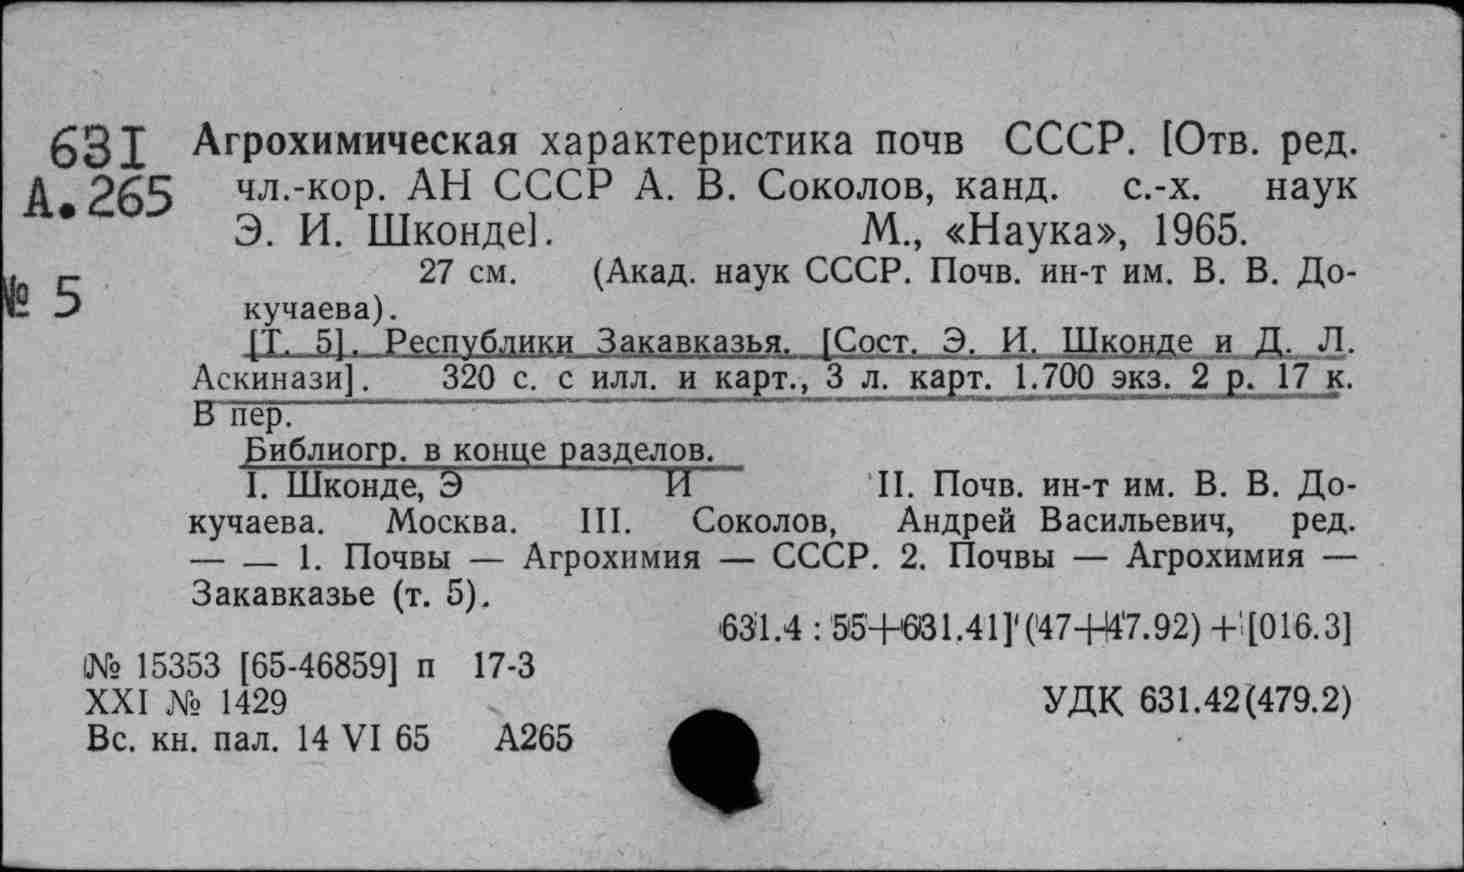 631 Агрохимическая характеристика почв СССР. [Отв. ред.
А.265 чл.-кор. АН СССР А. В. Соколов, канд. с.-х. наук
Э. И. Шконде]. М., «Наука», 1965.
№ 5 27 см. (Акад. наук СССР. Почв. ин-т им. В. В. До-
кучаева).
[Т. 5]. Республики Закавказья. [Сост. Э. И. Шконде и Д. Л.
Аскинази]. 320 с. с илл. и карт., 3 л. карт. 1.700 экз. 2 р. 17 к.
В пер.
Библиогр. в конце разделов.
I. Шконде, Э И II. Почв. ин-т им. В. В. До-
кучаева. Москва. III. Соколов, Андрей Васильевич, ред.
— — 1. Почвы — Агрохимия — СССР. 2. Почвы — Агрохимия —
Закавказье (т. 5).
631.4 : 55+631.41](47+47.92) + [016.3]
№ 15353 [65-46859] п 17-3
XXI № 1429 УДК 631.42(479.2)
Вс. кн. пал. 14 VI 65 А265